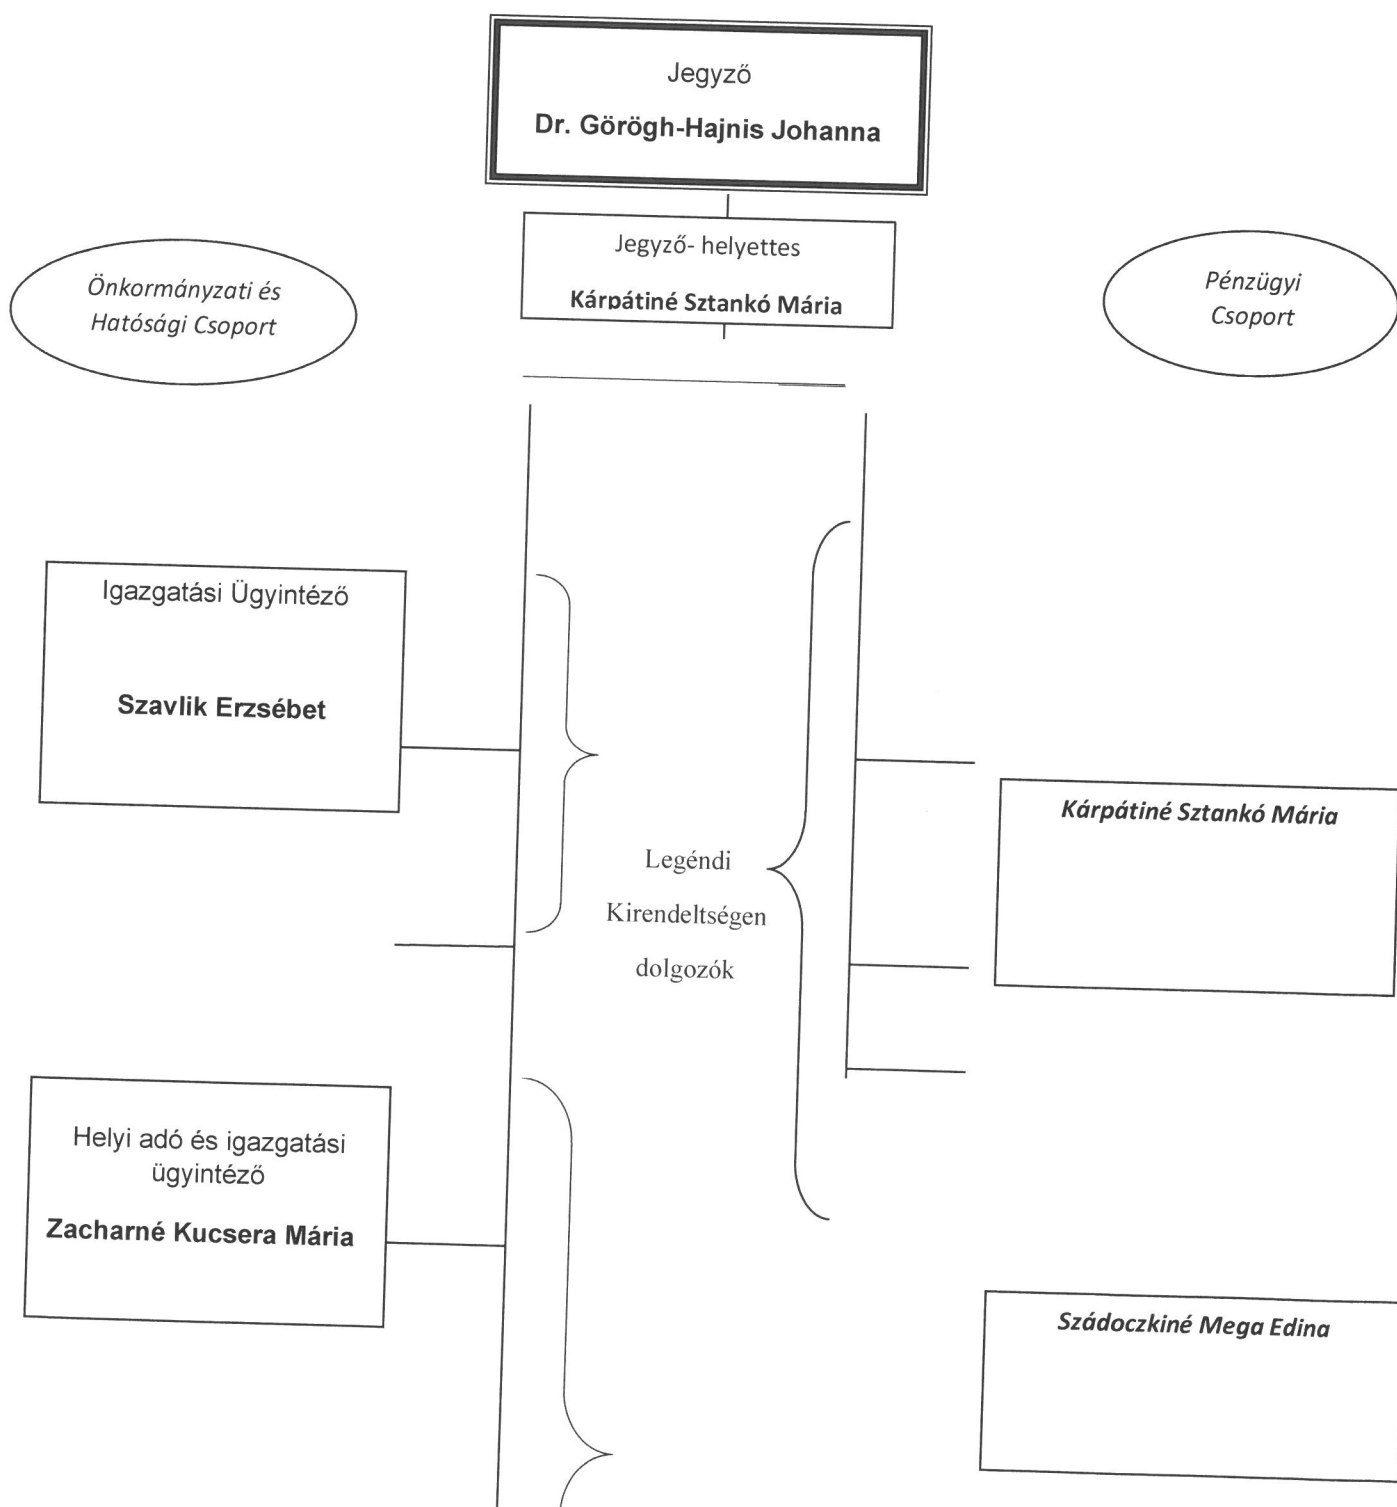 Jegyző
Dr. Görögh-Hajnis Johanna
Jegyző- helyettes
Kárpátiné Sztankó Mária
Önkormányzati és
Hatósági Csoport
Pénzügyi
Csoport
Igazgatási Ügyintéző
Szavlik Erzsébet
Kárpátiné Sztankó Mária
Legéndi
Kirendeltségen
dolgozók
Helyi adó és igazgatási
ügyintéző
Zacharné Kucsera Mária
Szádoczkiné Mega Edina